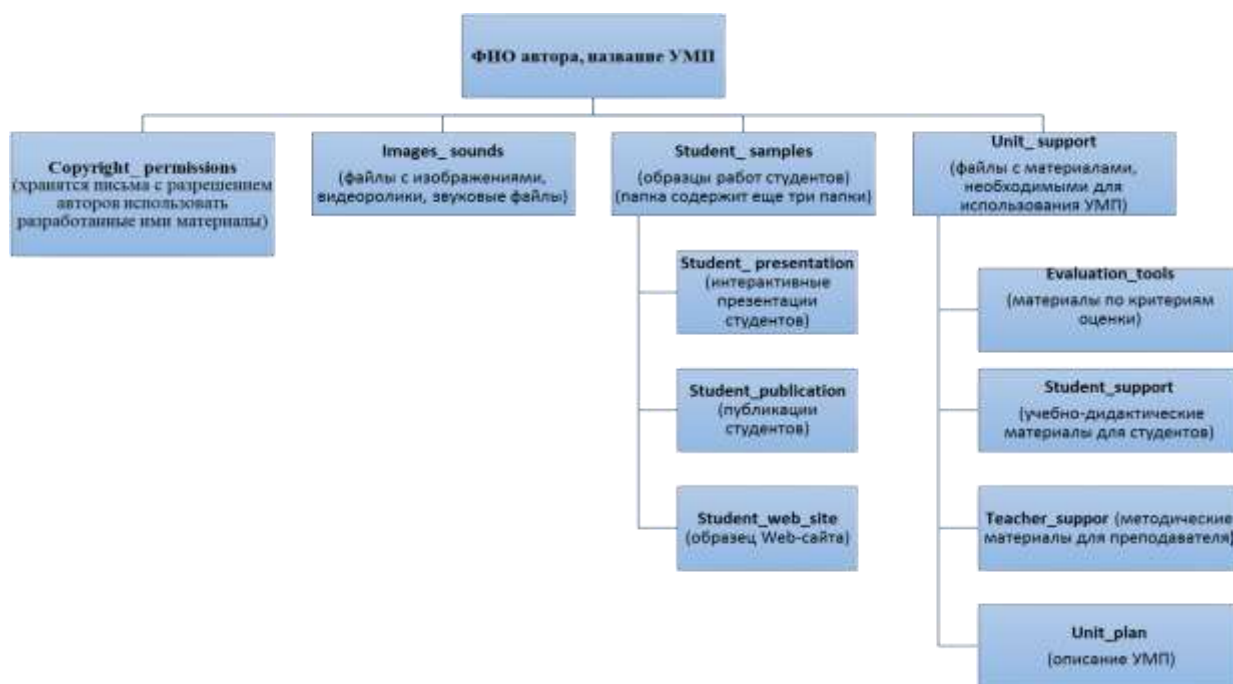 ФИО автора, название УМП
Copyright_ permissions
(хранятся письма с разрешением
авторов использовать
разработанные ими материалы)
Images_ sounds
(файлы с изображениями,
видеоролики, звуковые файлы)
Student_ samples
(образцы работ студентов)
(папка содержит еще три папки)
Unit_ support
(файлы с материалами,
необходимыми для
использования УМП)
Student_ presentation
(интерактивные
презентации
студентов)
Student_publication
(публикации
студентов)
Student_web_site
(образец Web-сайта)
Evaluation_tools
(материалы по критериям
оценки)
Student_support
(учебно-дидактические
материалы для студентов)
Teacher_suppor (методические
материалы для преподавателя)
Unit_plan
(описание УМП)